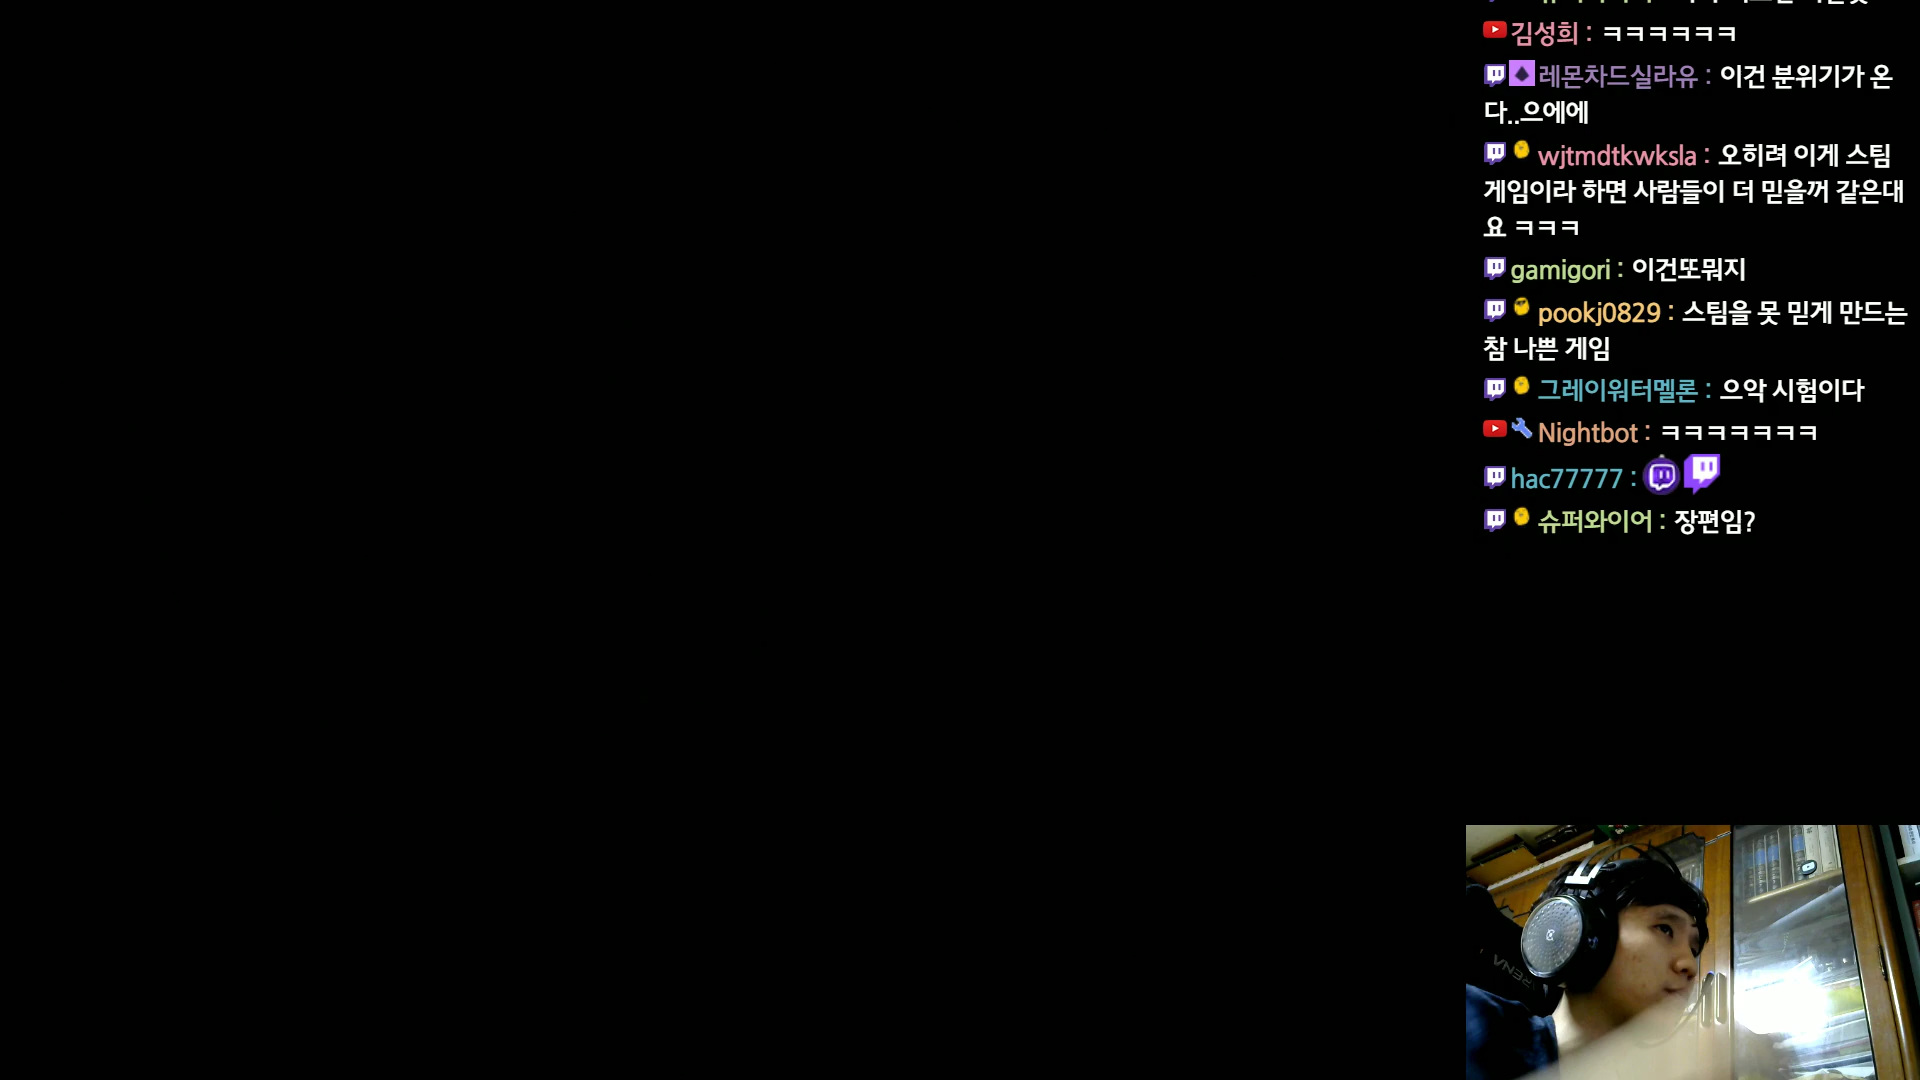 김성희 : ㅋㅋㅋㅋㅋㅋ
레몬차드실라유 : 이건 분위기가 온
다..으에에
wjtmdtkwksla : 오히려 이게 스팀
게임이라 하면 사람들이 더 믿을꺼 같은대
요 ㅋㅋㅋ
gamigori : 이건또뭐지
pookj0829 : 스팀을 못 믿게 만드는
참 나쁜 게임
그레이워터멜론 : 으악 시험이다
Nightbot : ㅋㅋㅋㅋㅋㅋㅋ
hac77777 :
슈퍼와이어 : 장편임?